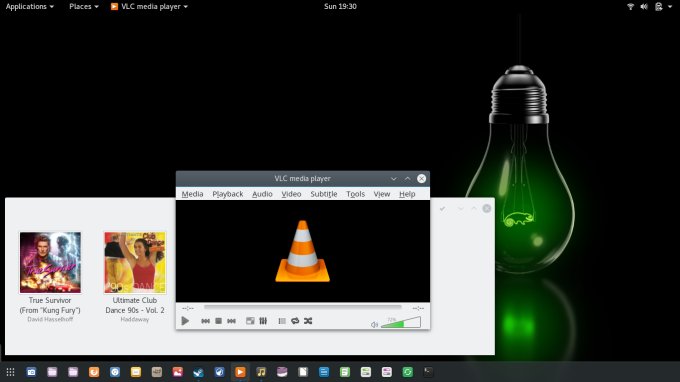 Applications Places VLC media player Sun 19:30
VLC media player
Media Playback Audio Video Subtitle Tools View Help
True Survivor
(From "Kung Fury")
David Hasselhoff
Ultimate Club
Dance 90s - Vol. 2
Haddaway
--:-- --:--
72%